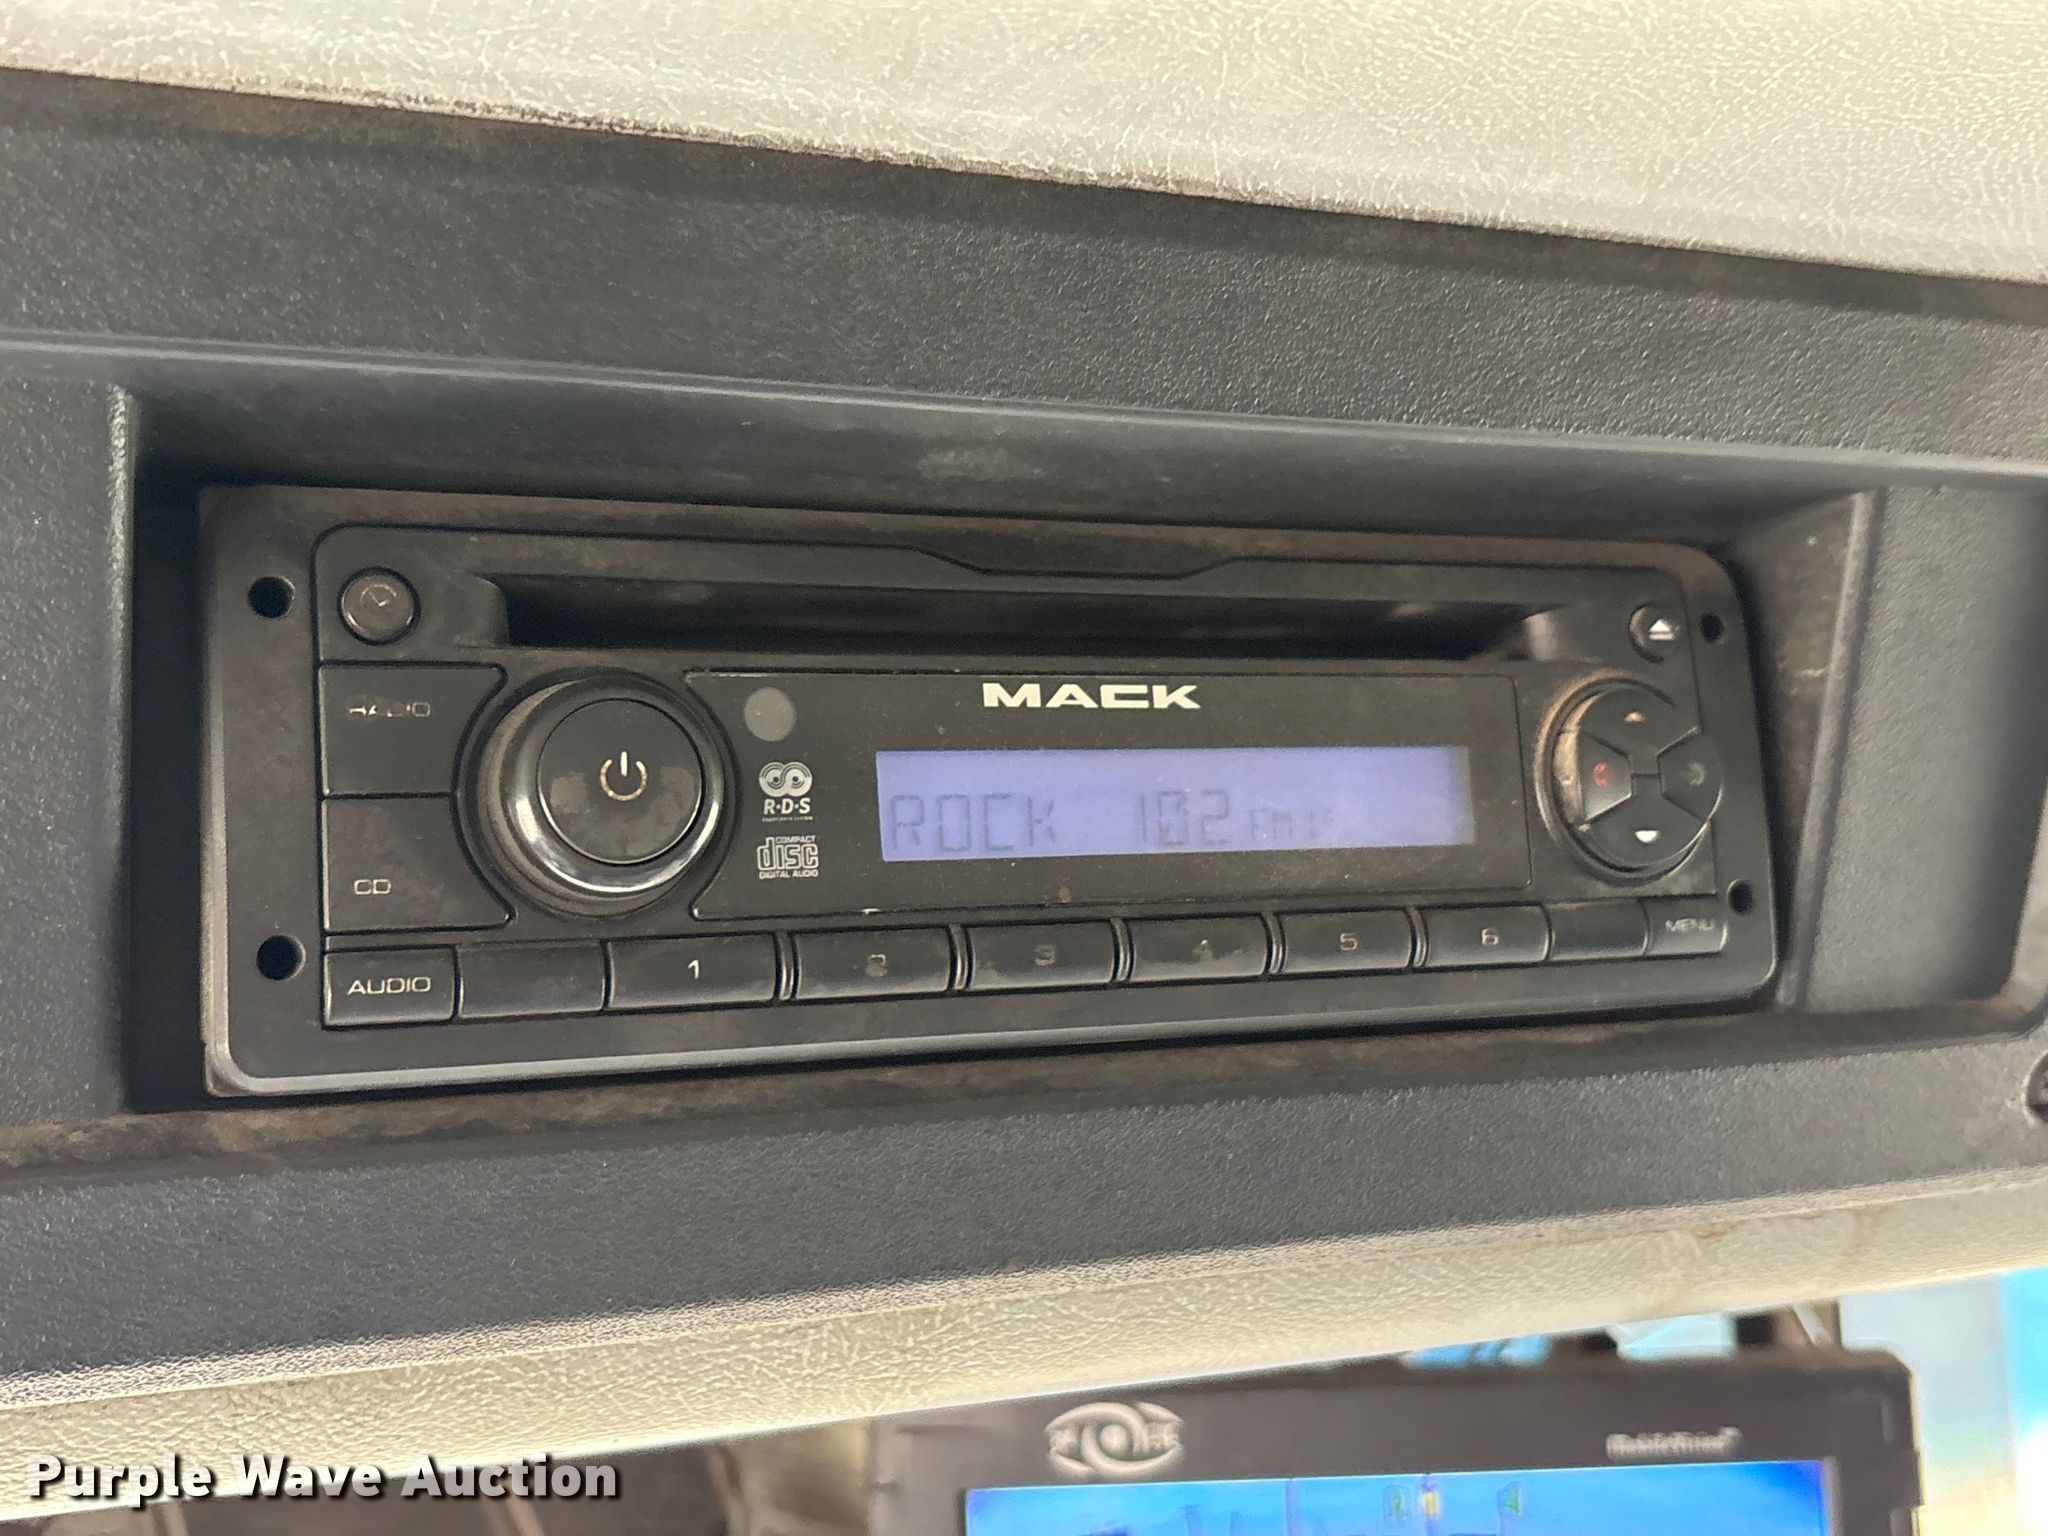 MACK
RADIO
R·D·S
COMPACT
disc
DIGITAL AUDIO
ROCK 102
CD
AUDIO
1
2
3
4
5
6
MENU
Purple Wave Auction